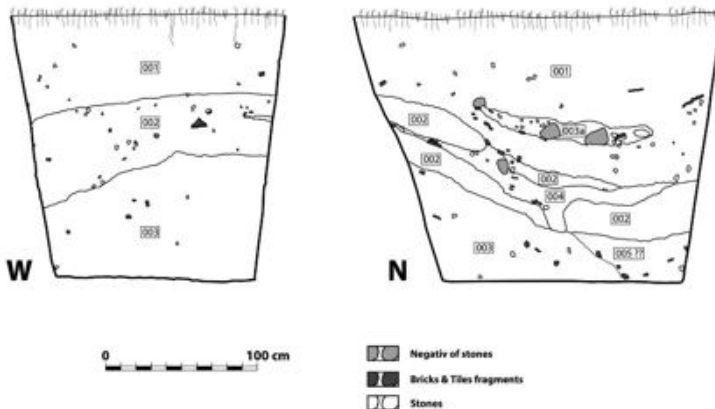 001
002
003
W
001
002
003a
002
002
004
002
003
005 ??
N
0 100 cm
Negativ of stones
Bricks & Tiles fragments
Stones